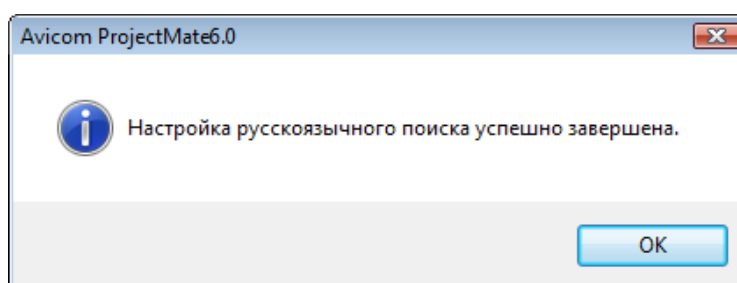 Avicom ProjectMate6.0
Настройка русскоязычного поиска успешно завершена.
OK